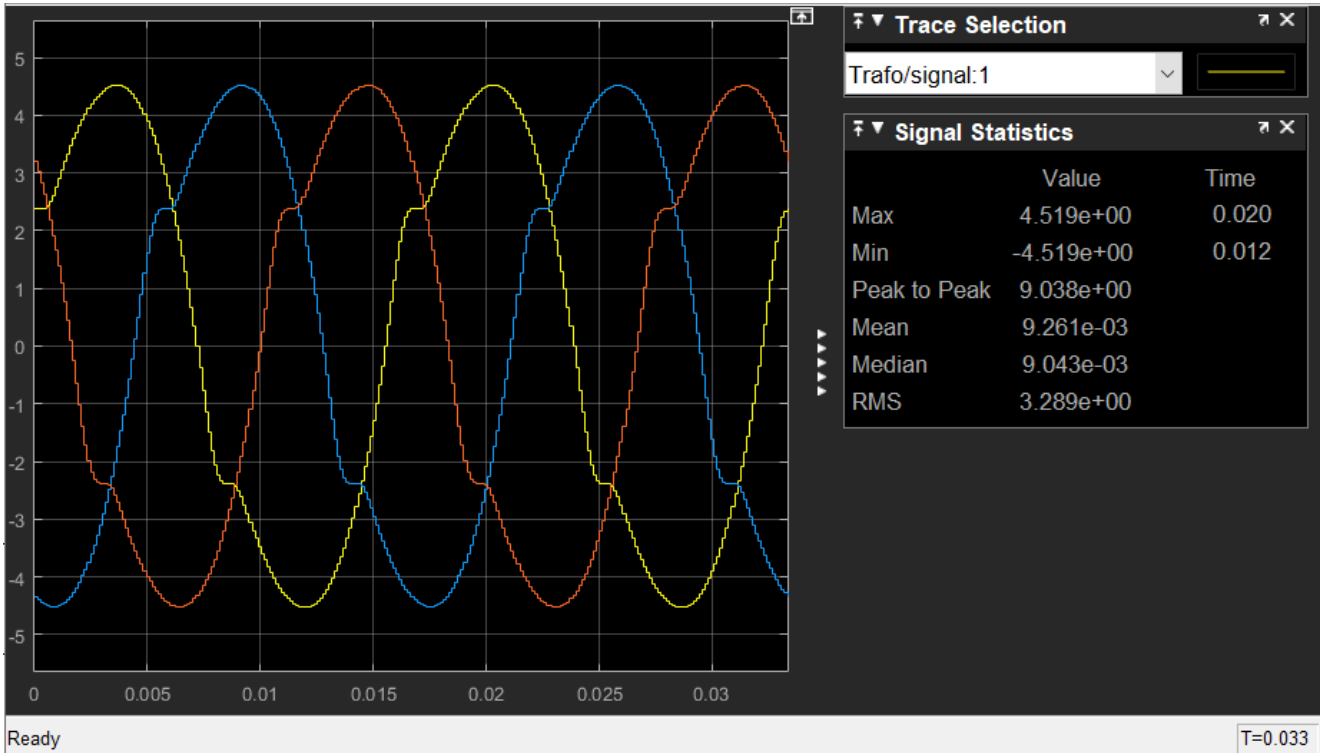 5
4
3
2
1
0
-1
-2
-3
-4
-5
0 0.005 0.01 0.015 0.02 0.025 0.03
Trace Selection
Trafo/signal:1
Signal Statistics
Value Time
Max 4.519e+00 0.020
Min -4.519e+00 0.012
Peak to Peak 9.038e+00
Mean 9.261e-03
Median 9.043e-03
RMS 3.289e+00
Ready T=0.033